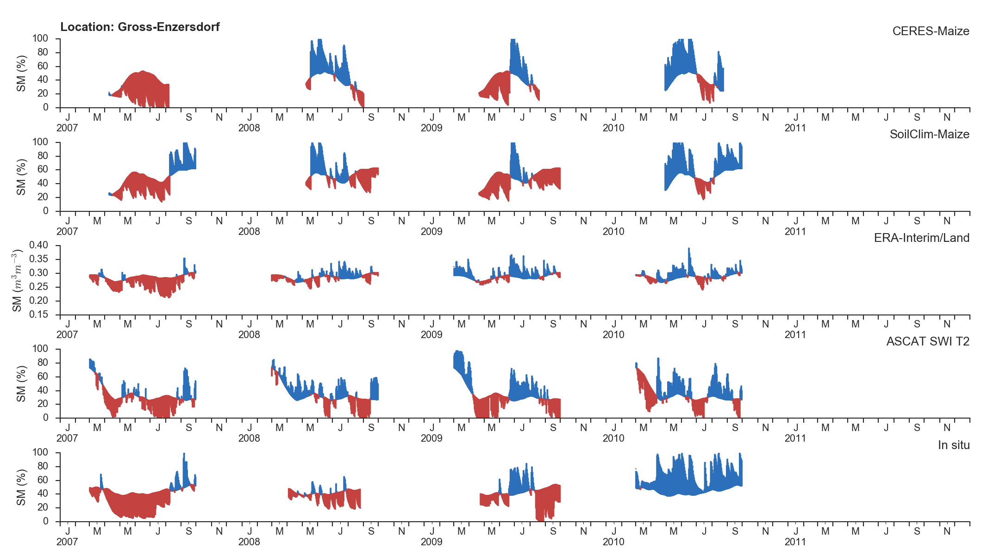 Location: Gross-Enzersdorf
CERES-Maize
100
80
60
40
20
0
SM (%)
J M M J S N J M M J S N J M M J S N J M M J S N J M M J S N
2007 2008 2009 2010 2011
SoilClim-Maize
100
80
60
40
20
0
SM (%)
J M M J S N J M M J S N J M M J S N J M M J S N J M M J S N
2007 2008 2009 2010 2011
ERA-Interim/Land
0.40
0.35
0.30
0.25
0.20
0.15
SM (m³m⁻³)
J M M J S N J M M J S N J M M J S N J M M J S N J M M J S N
2007 2008 2009 2010 2011
ASCAT SWI T2
100
80
60
40
20
0
SM (%)
J M M J S N J M M J S N J M M J S N J M M J S N J M M J S N
2007 2008 2009 2010 2011
In situ
100
80
60
40
20
0
SM (%)
J M M J S N J M M J S N J M M J S N J M M J S N J M M J S N
2007 2008 2009 2010 2011